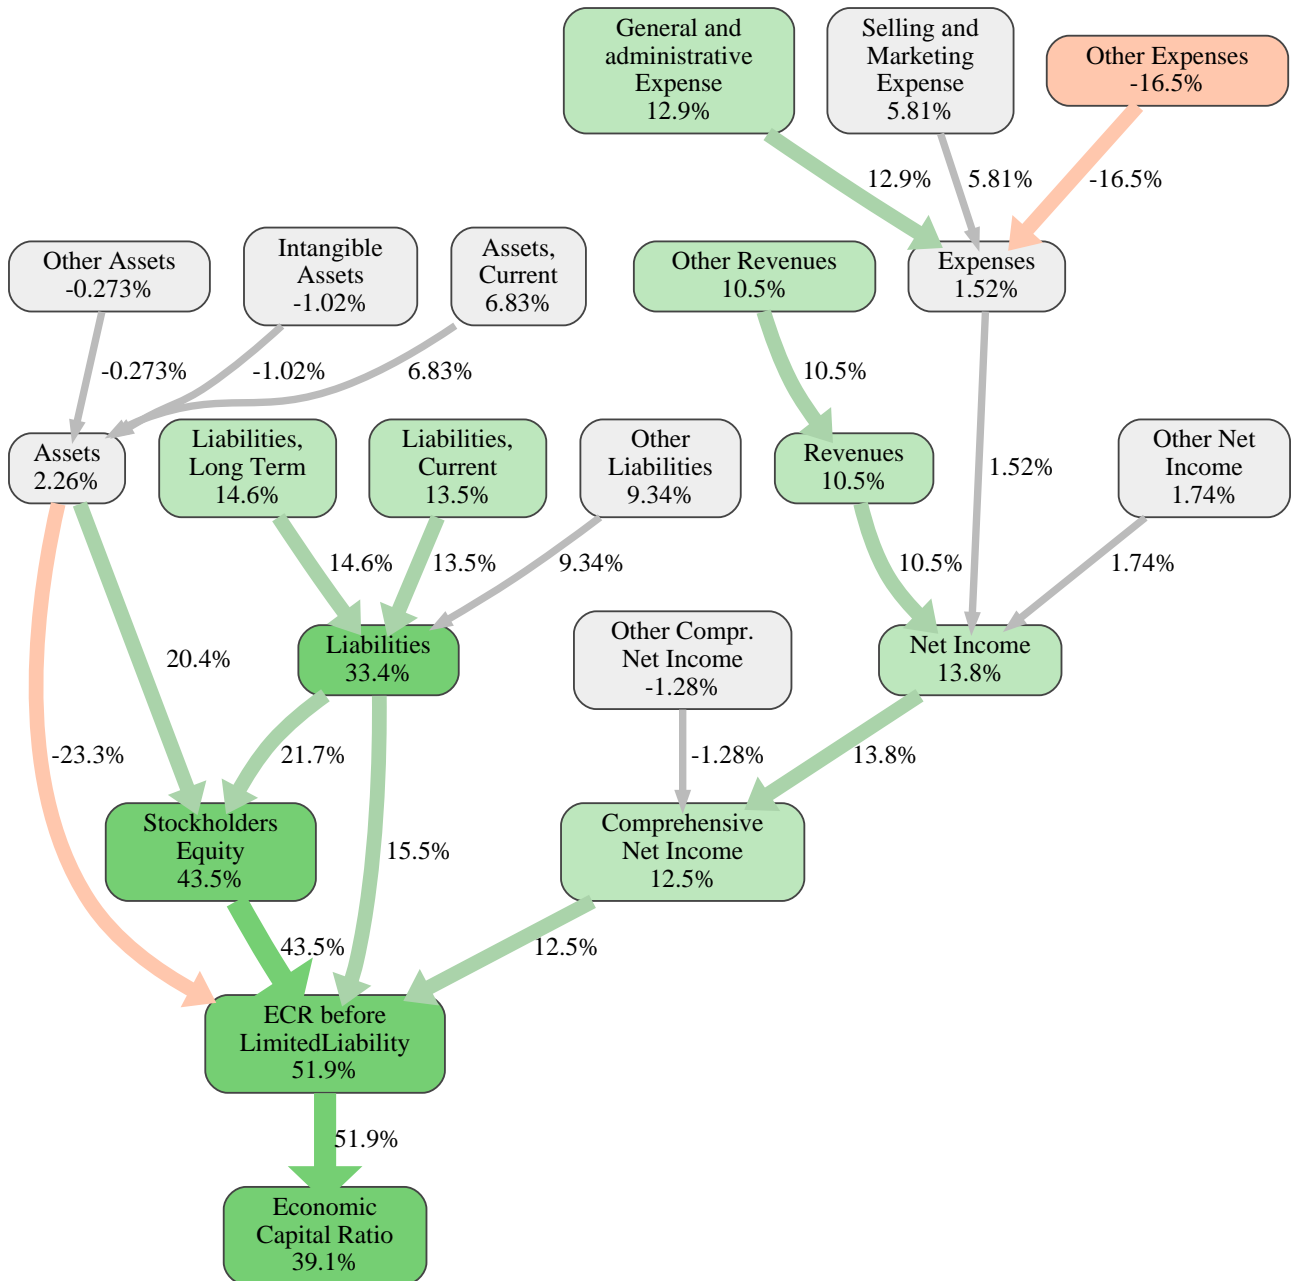 General and
administrative
Expense
12.9%
Selling and
Marketing
Expense
5.81%
Other Expenses
-16.5%
12.9%
5.81%
-16.5%
Other Assets
-0.273%
Intangible
Assets
-1.02%
Assets,
Current
6.83%
Other Revenues
10.5%
Expenses
1.52%
-0.273%
-1.02%
6.83%
10.5%
Assets
2.26%
Liabilities,
Long Term
14.6%
Liabilities,
Current
13.5%
Other
Liabilities
9.34%
Revenues
10.5%
1.52%
Other Net
Income
1.74%
14.6%
13.5%
9.34%
10.5%
1.74%
20.4%
Liabilities
33.4%
Other Compr.
Net Income
-1.28%
Net Income
13.8%
-23.3%
21.7%
-1.28%
13.8%
Stockholders
Equity
43.5%
15.5%
Comprehensive
Net Income
12.5%
43.5%
12.5%
ECR before
LimitedLiability
51.9%
51.9%
Economic
Capital Ratio
39.1%